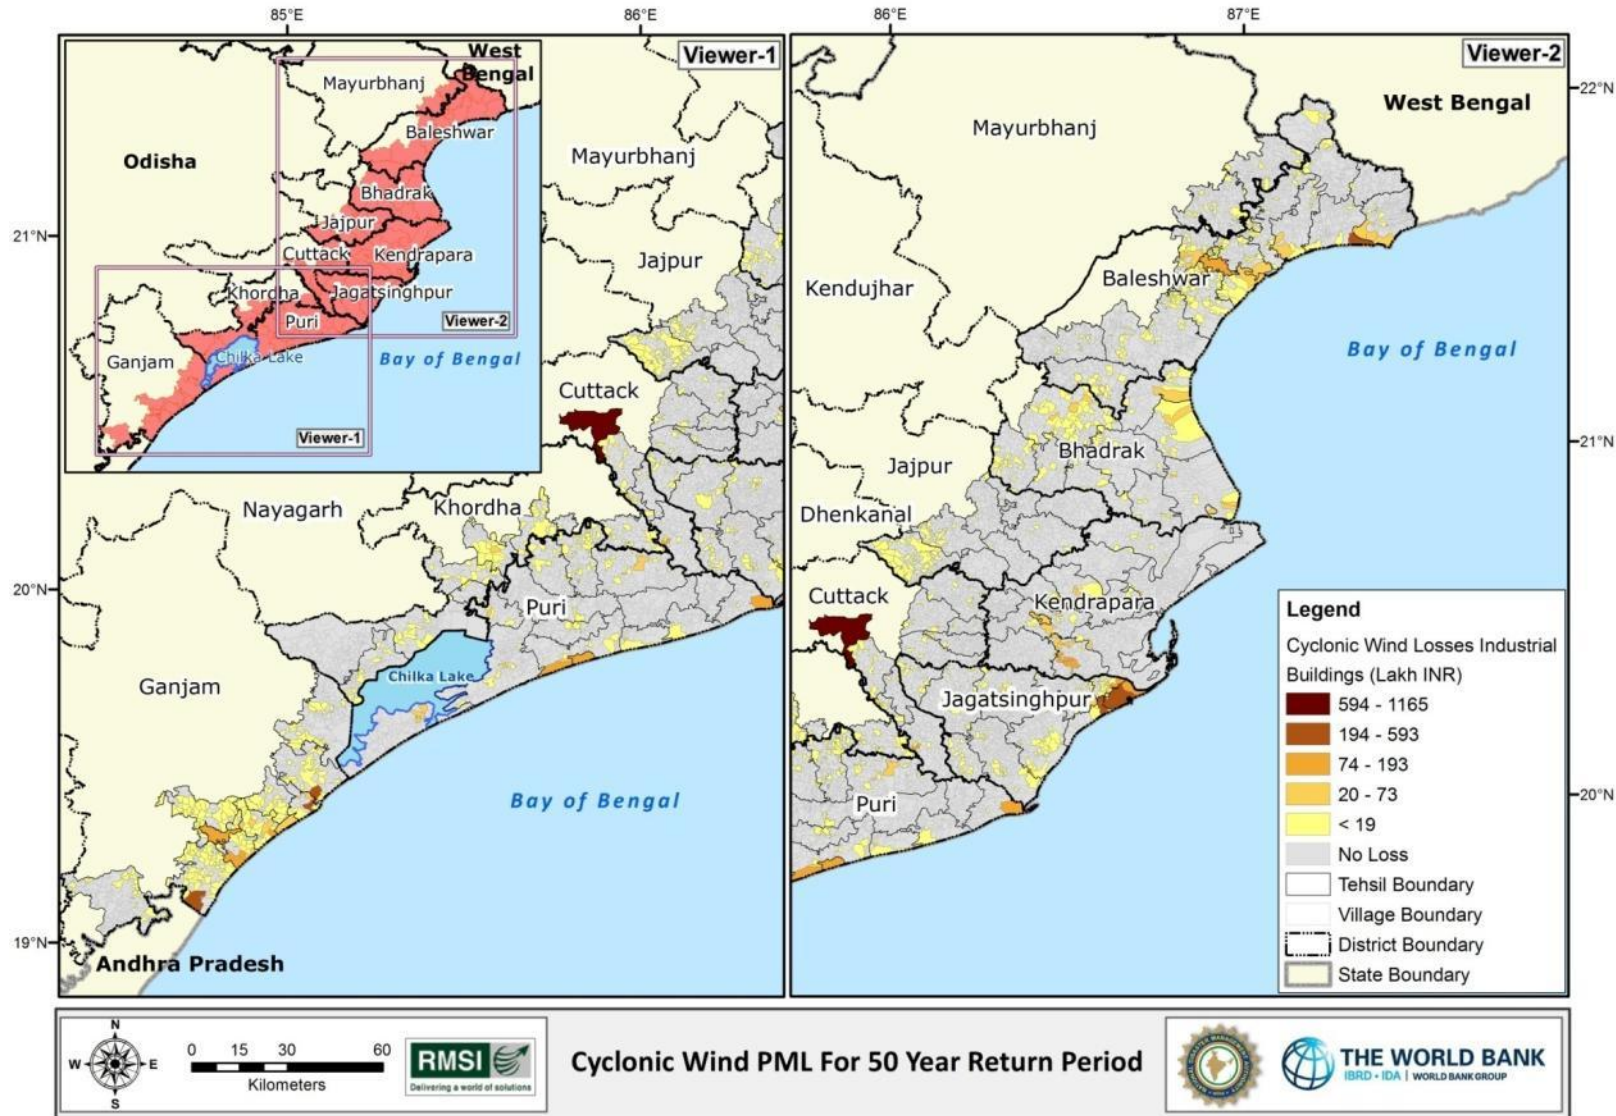 85°E
86°E
86°E
87°E
Viewer-1
Viewer-2
22°N
21°N
21°N
20°N
20°N
19°N
West
Bengal
Mayurbhanj
Baleshwar
Odisha
Bhadrak
Jajpur
Cuttack
Kendrapara
Khordha
Jagatsinghpur
Puri
Viewer-2
Ganjam
Chilka Lake
Bay of Bengal
Viewer-1
Mayurbhanj
Jajpur
Cuttack
Nayagarh
Khordha
Puri
Ganjam
Chilka Lake
Bay of Bengal
Andhra Pradesh
West Bengal
Mayurbhanj
Kendujhar
Baleshwar
Bay of Bengal
Bhadrak
Jajpur
Dhenkanal
Cuttack
Kendrapara
Jagatsinghpur
Puri
Legend
Cyclonic Wind Losses Industrial
Buildings (Lakh INR)
594 - 1165
194 - 593
74 - 193
20 - 73
< 19
No Loss
Tehsil Boundary
Village Boundary
District Boundary
State Boundary
N
W E
S
0 15 30 60
Kilometers
RMSI
Delivering a world of solutions
Cyclonic Wind PML For 50 Year Return Period
THE WORLD BANK
IBRD • IDA | WORLD BANK GROUP